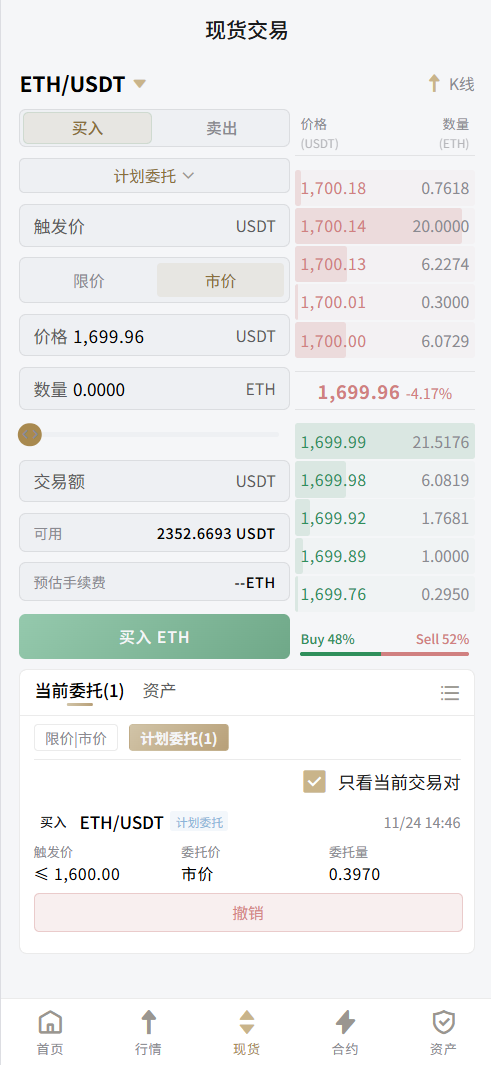 现货交易
ETH/USDT
K线
买入 卖出
计划委托
触发价 USDT
限价 市价
价格 1,699.96 USDT
数量 0.0000 ETH
交易额 USDT
可用 2352.6693 USDT
预估手续费 --ETH
买入 ETH
价格 数量
(USDT) (ETH)
1,700.18 0.7618
1,700.14 20.0000
1,700.13 6.2274
1,700.01 0.3000
1,700.00 6.0729
1,699.96 -4.17%
1,699.99 21.5176
1,699.98 6.0819
1,699.92 1.7681
1,699.89 1.0000
1,699.76 0.2950
Buy 48% Sell 52%
当前委托(1) 资产
限价|市价 计划委托(1)
只看当前交易对
买入 ETH/USDT 计划委托 11/24 14:46
触发价 委托价 委托量
≤ 1,600.00 市价 0.3970
撤销
首页 行情 现货 合约 资产